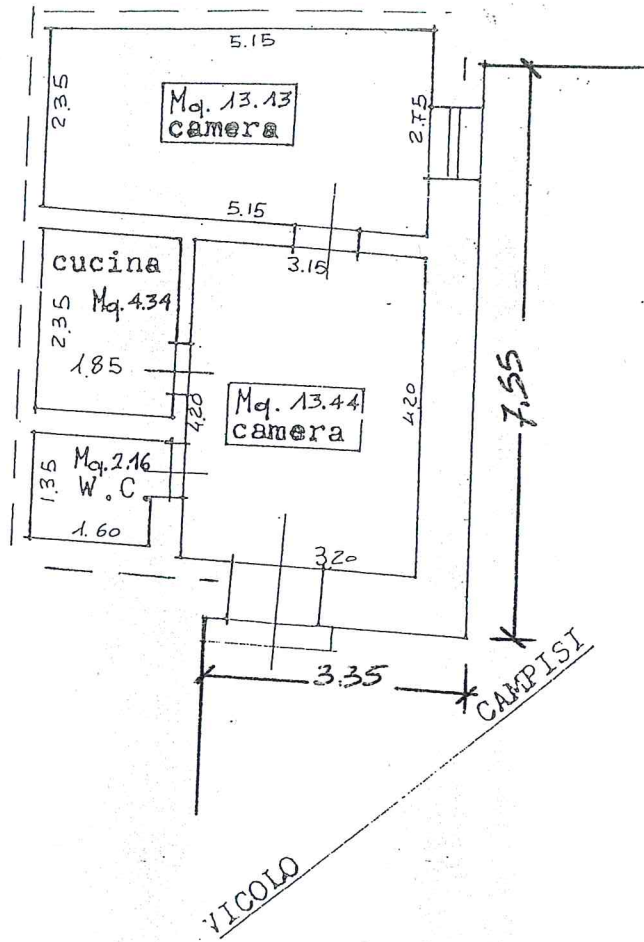 5.15
2.35
Mq. 13.13
camera
2.75
5.15
3.15
cucina
Mq. 4.34
2.35
1.85
4.20
Mq. 13.44
camera
4.20
7.55
Mq. 2.16
W.C.
1.35
1.60
3.20
3.35
VICOLO CAMPISI